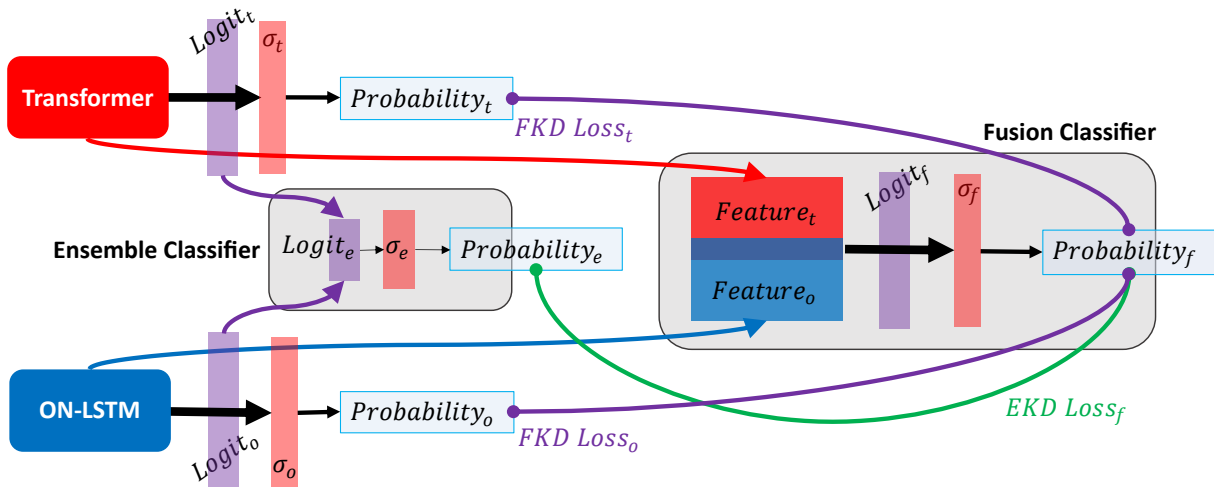 Logit_t
σ_t
Transformer
Probability_t
FKD Loss_t
Fusion Classifier
Feature_t
Logit_f
σ_f
Ensemble Classifier
Logit_e
σ_e
Probability_e
Probability_f
Feature_o
ON-LSTM
Probability_o
EKD Loss_f
FKD Loss_o
Logit_o
σ_o